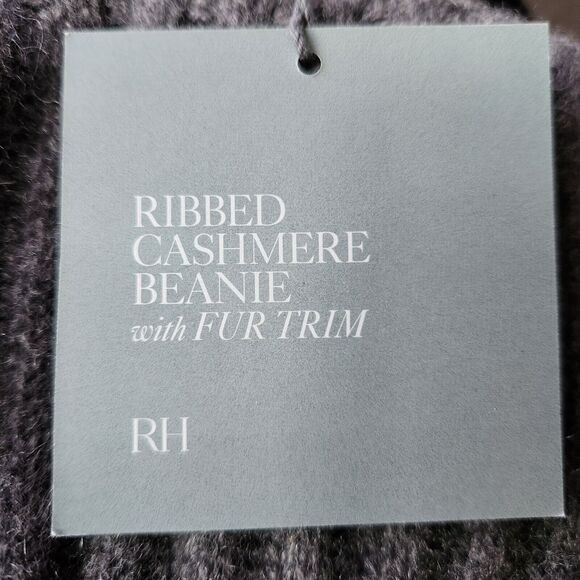 RIBBED
CASHMERE
BEANIE
with FUR TRIM
RH